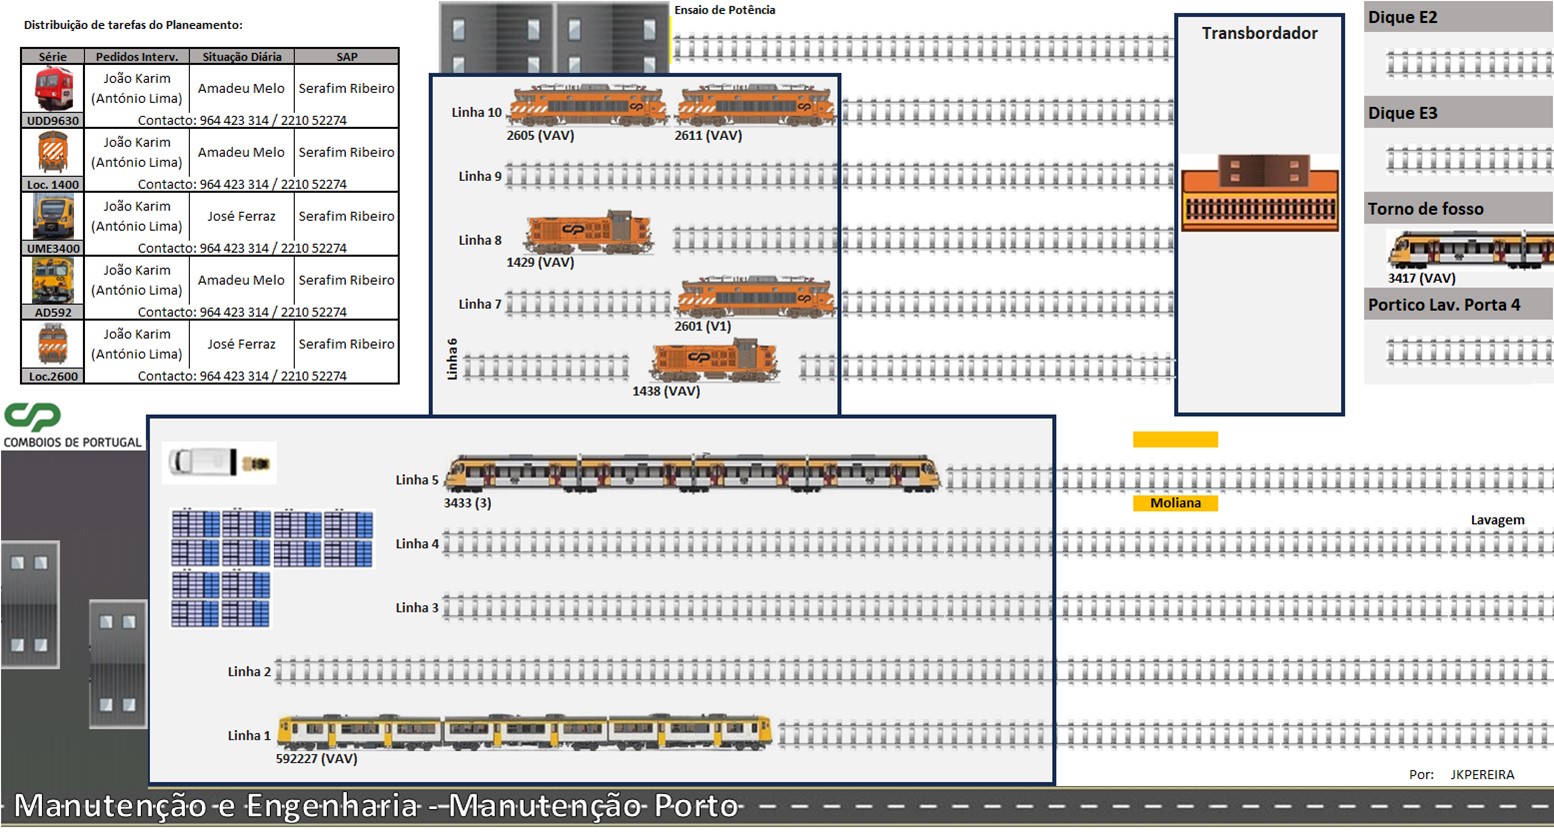 Distribuição de tarefas do Planeamento:
Série Pedidos Interv. Situação Diária SAP
João Karim
(António Lima) Amadeu Melo Serafim Ribeiro
UDD9630 Contacto: 964 423 314 / 2210 52274
João Karim
(António Lima) Amadeu Melo Serafim Ribeiro
Loc. 1400 Contacto: 964 423 314 / 2210 52274
João Karim
(António Lima) José Ferraz Serafim Ribeiro
UME3400 Contacto: 964 423 314 / 2210 52274
João Karim
(António Lima) Amadeu Melo Serafim Ribeiro
AD592 Contacto: 964 423 314 / 2210 52274
João Karim
(António Lima) José Ferraz Serafim Ribeiro
Loc.2600 Contacto: 964 423 314 / 2210 52274
CP
COMBOIOS DE PORTUGAL
Ensaio de Potência
Linha 10
2605 (VAV) 2611 (VAV)
Linha 9
Linha 8
1429 (VAV)
Linha 7
2601 (V1)
Linha 6
1438 (VAV)
Transbordador
Dique E2
Dique E3
Torno de fosso
3417 (VAV)
Portico Lav. Porta 4
Linha 5
3433 (3)
Moliana
Lavagem
Linha 4
Linha 3
Linha 2
Linha 1
592227 (VAV)
Por: JKPEREIRA
Manutenção e Engenharia - Manutenção Porto